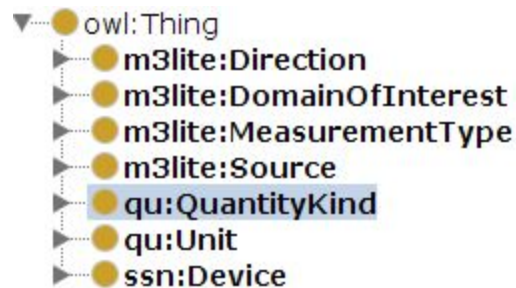 owl:Thing
m3lite:Direction
m3lite:DomainOfInterest
m3lite:MeasurementType
m3lite:Source
qu:QuantityKind
qu:Unit
ssn:Device